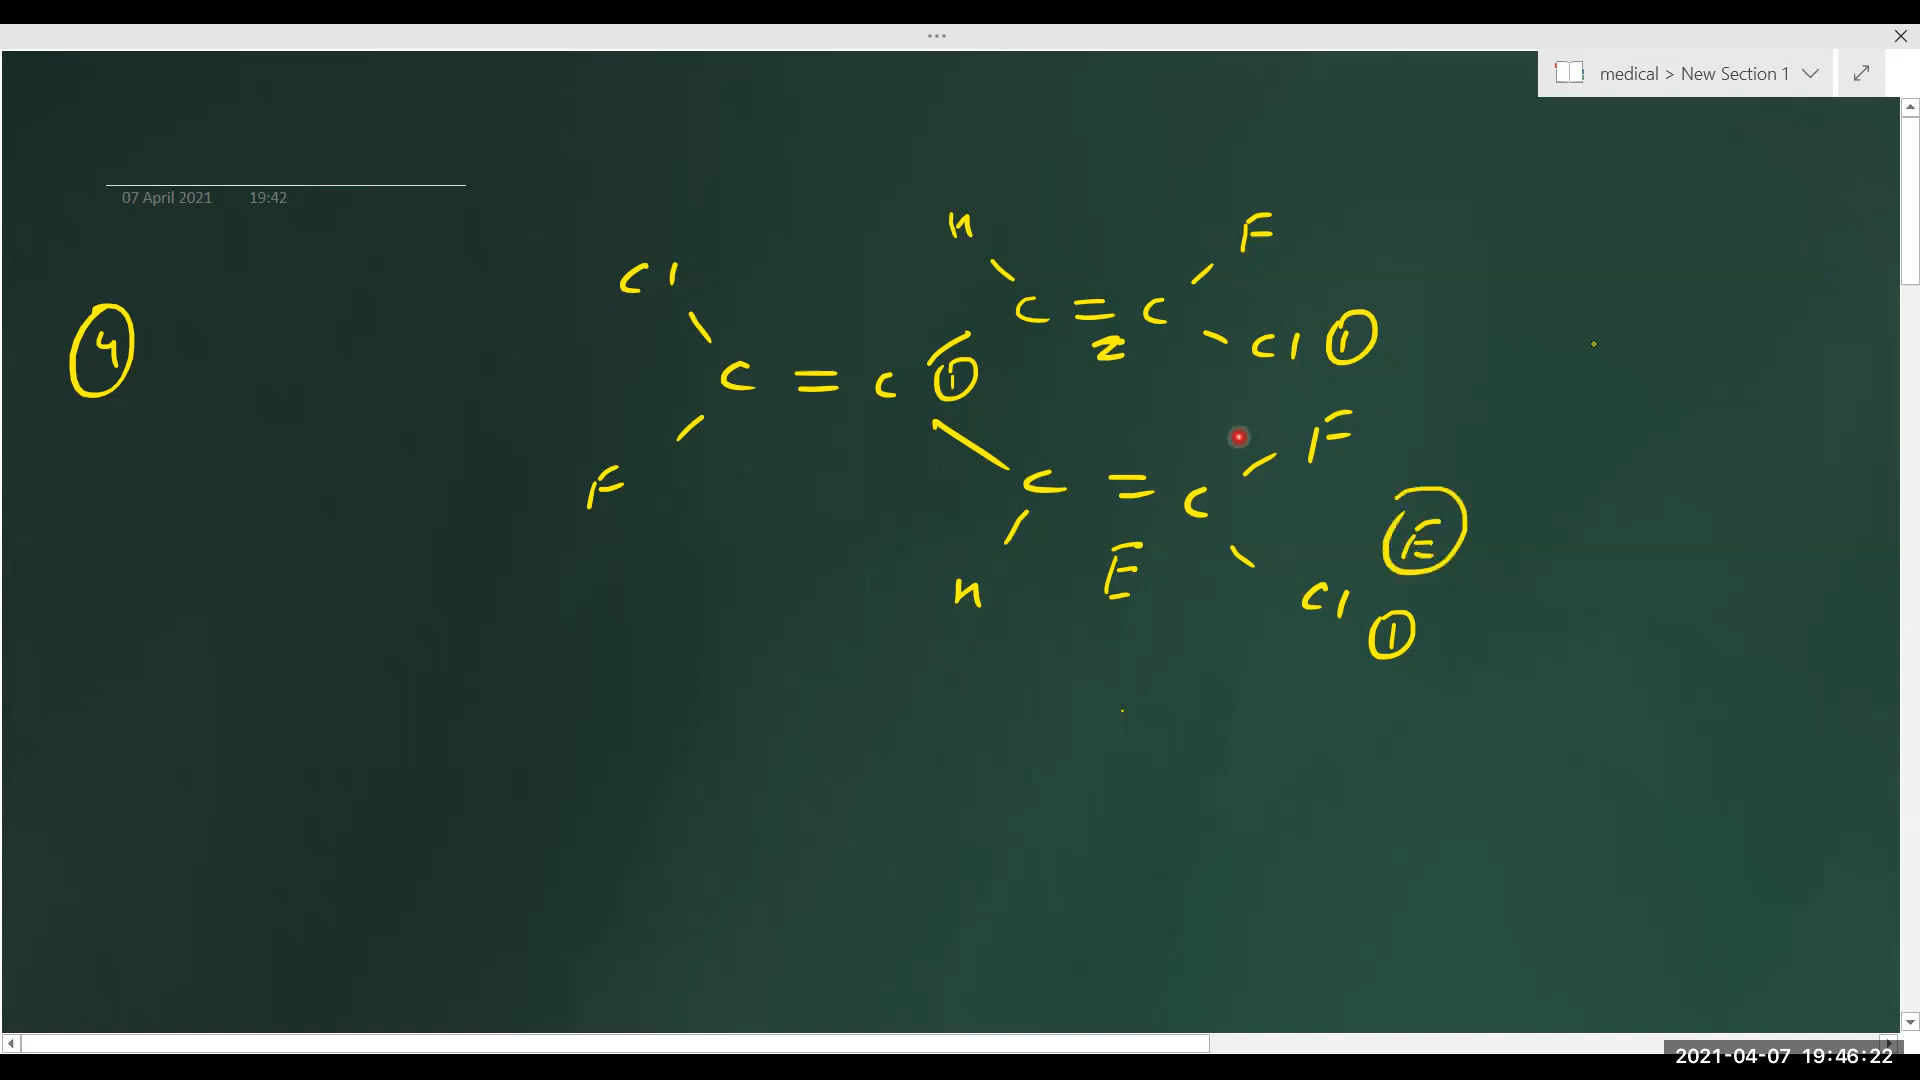 medical > New Section 1
07 April 2021 19:42
H F
Cl
4
C = C
Z
Cl 1
C = C 1
F
F
C = C
E
E
H
Cl
1
2021-04-07 19:46:22